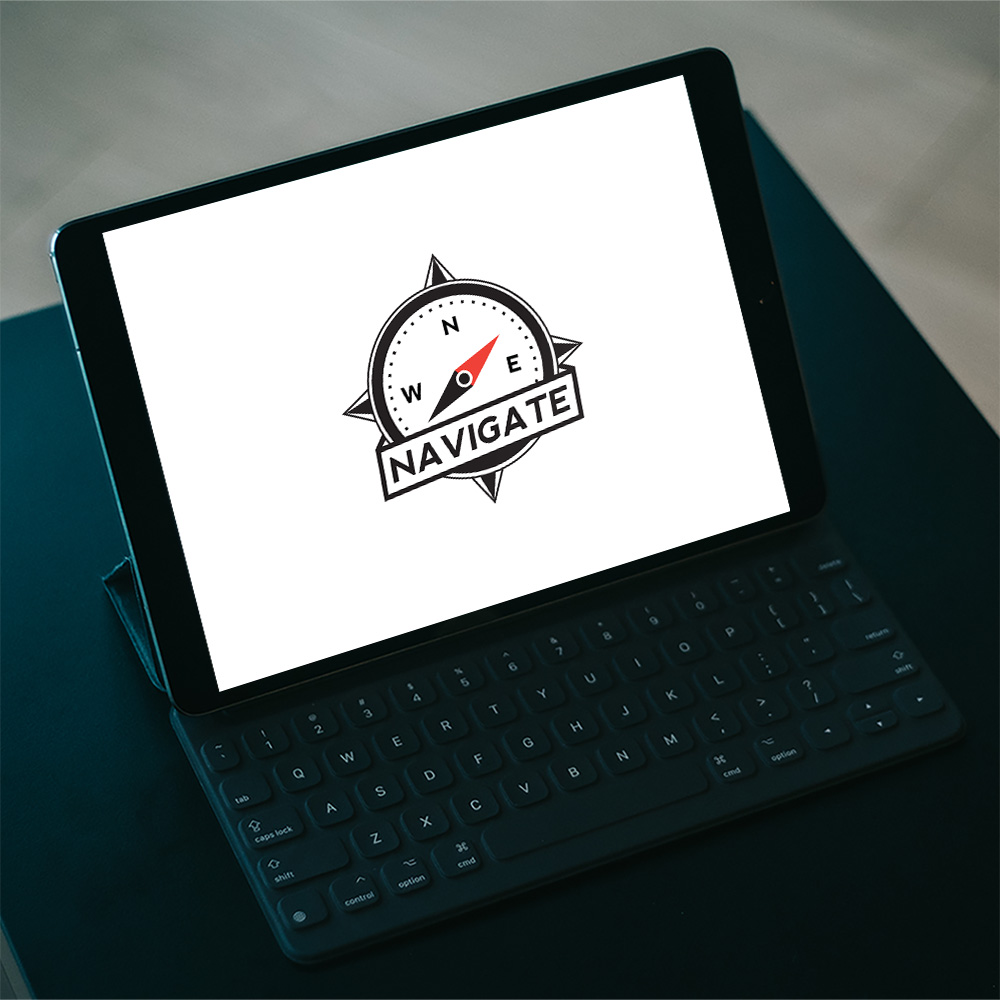 N
W E
NAVIGATE
~ ! @ # $ % ^ & * ( ) _ + delete
` 1 2 3 4 5 6 7 8 9 0 - =
tab Q W E R T Y U I O P { } |
[ ] \
caps lock A S D F G H J K L : " return
; '
shift Z X C V B N M < > ? shift
, . /
control option cmd cmd option